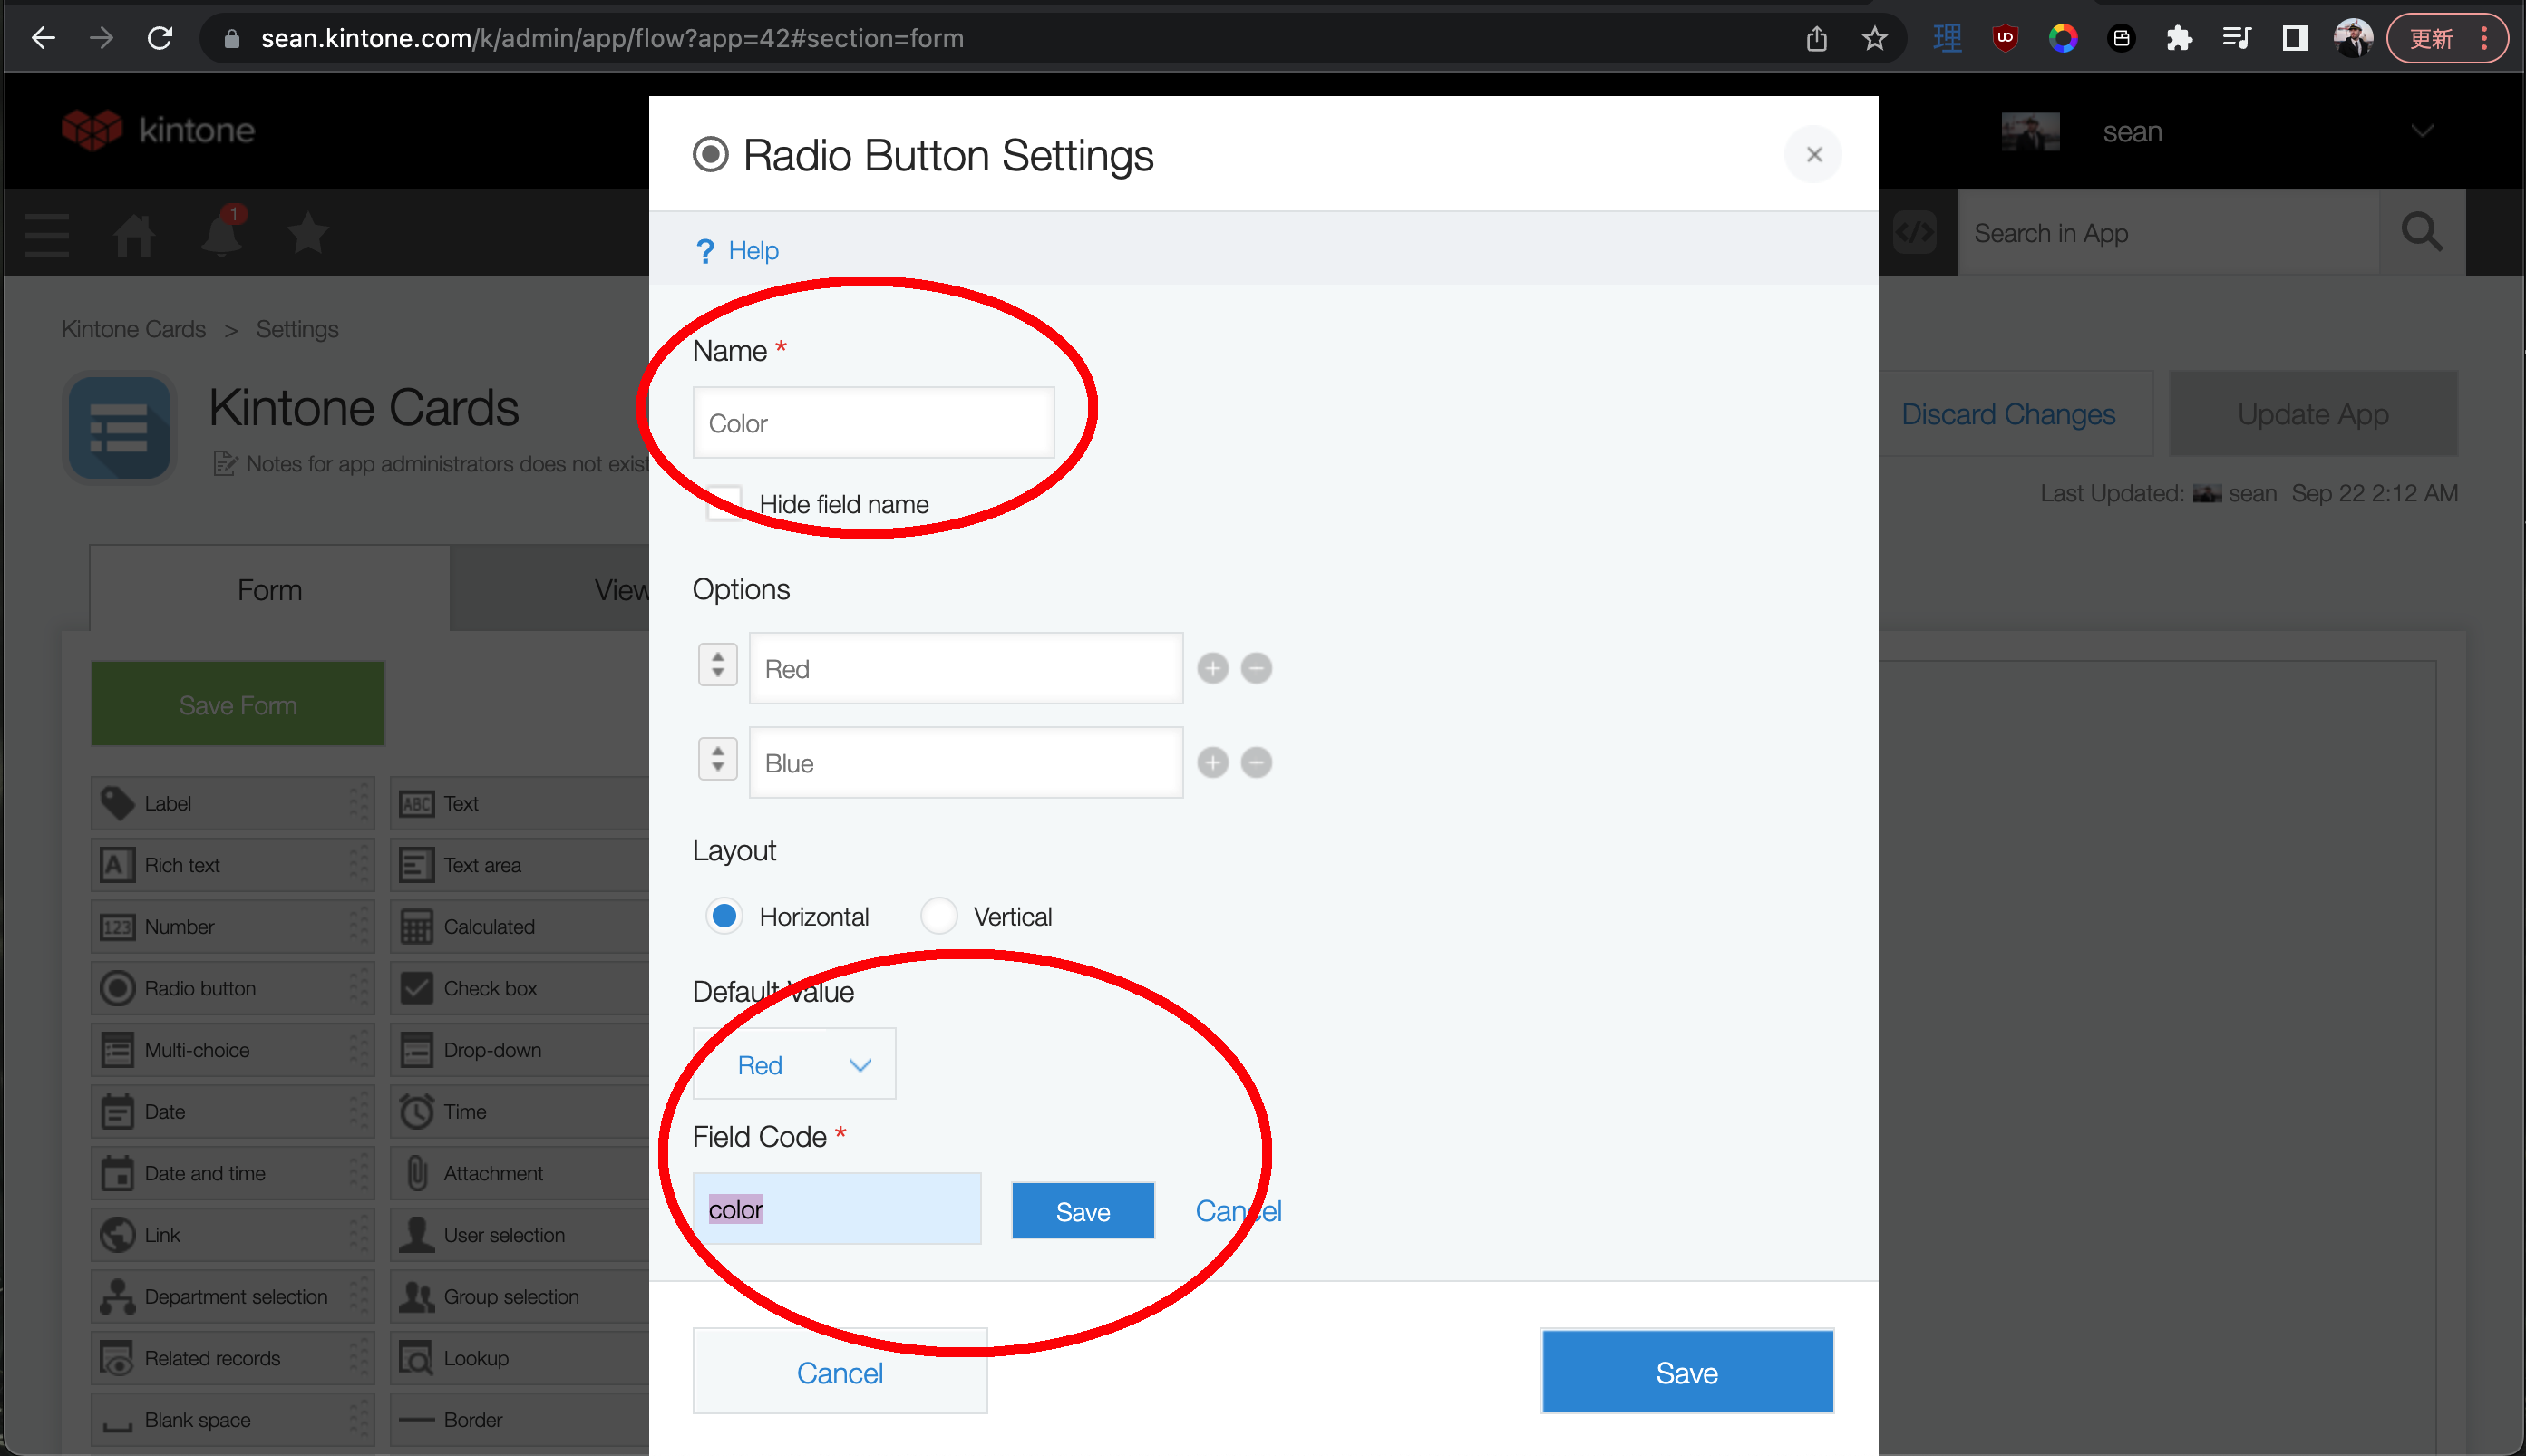 sean.kintone.com/k/admin/app/flow?app=42#section=form
理
更新
kintone
sean
1
Search in App
Kintone Cards > Settings
Kintone Cards
Notes for app administrators does not exist
Discard Changes
Update App
Last Updated: sean Sep 22 2:12 AM
Form
View
Save Form
Label
ABC Text
A Rich text
Text area
123 Number
Calculated
Radio button
Check box
Multi-choice
Drop-down
Date
Time
Date and time
Attachment
Link
User selection
Department selection
Group selection
Related records
Lookup
Blank space
Border
Radio Button Settings
×
? Help
Name *
Color
Hide field name
Options
Red
Blue
Layout
Horizontal
Vertical
Default Value
Red
Field Code *
color
Save
Cancel
Cancel
Save